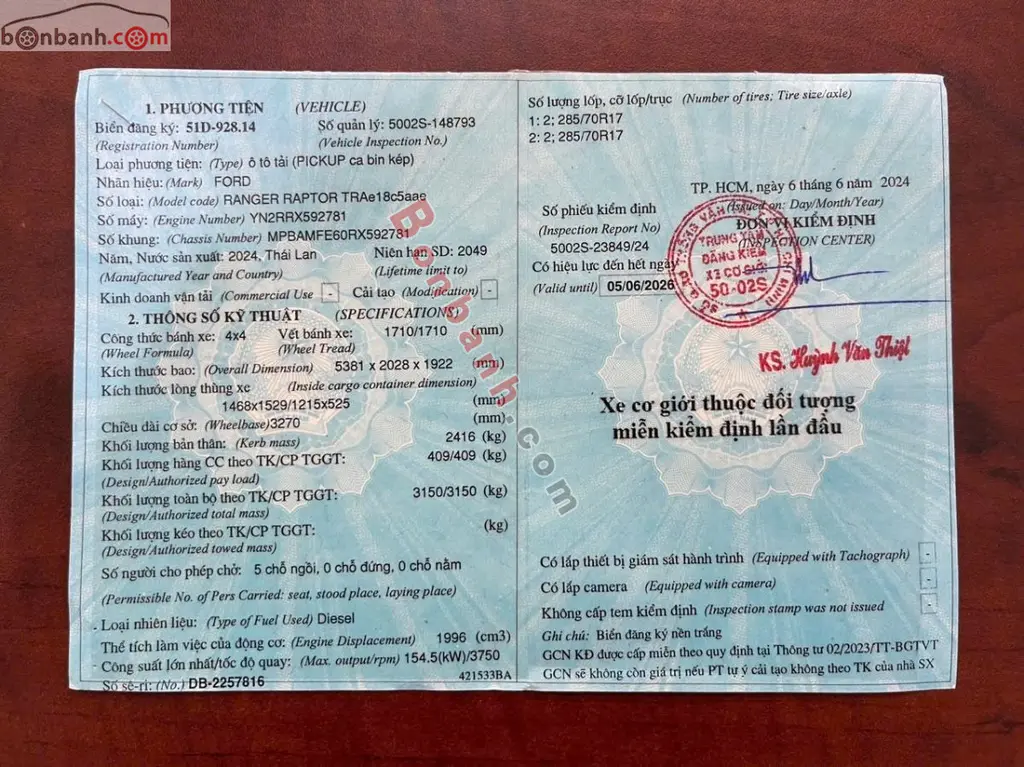 bonbanh.com
1. PHƯƠNG TIỆN (VEHICLE)
Biển đăng ký: 51D-928.14 Số quản lý: 5002S-148793
(Registration Number) (Vehicle Inspection No.)
Loại phương tiện: (Type) ô tô tải (PICKUP ca bin kép)
Nhãn hiệu: (Mark) FORD
Số loại: (Model code) RANGER RAPTOR TRAe18c5aae
Số máy: (Engine Number) YN2RRX592781
Số khung: (Chassis Number) MPBAMFE60RX592781
Năm, Nước sản xuất: 2024, Thái Lan Niên hạn SD: 2049
(Manufactured Year and Country) (Lifetime limit to)
Kinh doanh vận tải (Commercial Use - Cải tạo (Modification) -
2. THÔNG SỐ KỸ THUẬT (SPECIFICATIONS)
Công thức bánh xe: 4x4 Vết bánh xe: 1710/1710 (mm)
(Wheel Formula) (Wheel Tread)
Kích thước bao: (Overall Dimension) 5381 x 2028 x 1922 (mm)
Kích thước lòng thùng xe (Inside cargo container dimension)
1468x1529/1215x525 (mm)
Chiều dài cơ sở: (Wheelbase)3270 (mm)
Khối lượng bản thân: (Kerb mass) 2416 (kg)
Khối lượng hàng CC theo TK/CP TGGT: 409/409 (kg)
(Design/Authorized pay load)
Khối lượng toàn bộ theo TK/CP TGGT: 3150/3150 (kg)
(Design/Authorized total mass)
Khối lượng kéo theo TK/CP TGGT: (kg)
(Design/Authorized towed mass)
Số người cho phép chở: 5 chỗ ngồi, 0 chỗ đứng, 0 chỗ nằm
(Permissible No. of Pers Carried: seat, stood place, laying place)
Loại nhiên liệu: (Type of Fuel Used) Diesel
Thể tích làm việc của động cơ: (Engine Displacement) 1996 (cm3)
Công suất lớn nhất/tốc độ quay: (Max. output/rpm) 154.5(kW)/3750
Số sê-ri: (No.) DB-2257816 421533BA
Số lượng lốp, cỡ lốp/trục (Number of tires; Tire size/axle)
1: 2; 285/70R17
2: 2; 285/70R17
TP. HCM, ngày 6 tháng 6 năm 2024
(Issued on: Day/Month/Year)
Số phiếu kiểm định ĐƠN VỊ KIỂM ĐỊNH
(Inspection Report No) (INSPECTION CENTER)
5002S-23849/24
Có hiệu lực đến hết ngày
(Valid until) 05/06/2026
TRUNG TÂM
ĐĂNG KIỂM
XE CƠ GIỚI
50-02S
KS. Huỳnh Văn Thiệt
Xe cơ giới thuộc đối tượng
miễn kiểm định lần đầu
Có lắp thiết bị giám sát hành trình (Equipped with Tachograph) -
Có lắp camera (Equipped with camera) -
Không cấp tem kiểm định (Inspection stamp was not issued -
Ghi chú: Biển đăng ký nền trắng
GCN KĐ được cấp miễn theo quy định tại Thông tư 02/2023/TT-BGTVT
GCN sẽ không còn giá trị nếu PT tự ý cải tạo không theo TK của nhà SX
Bonbanh.com